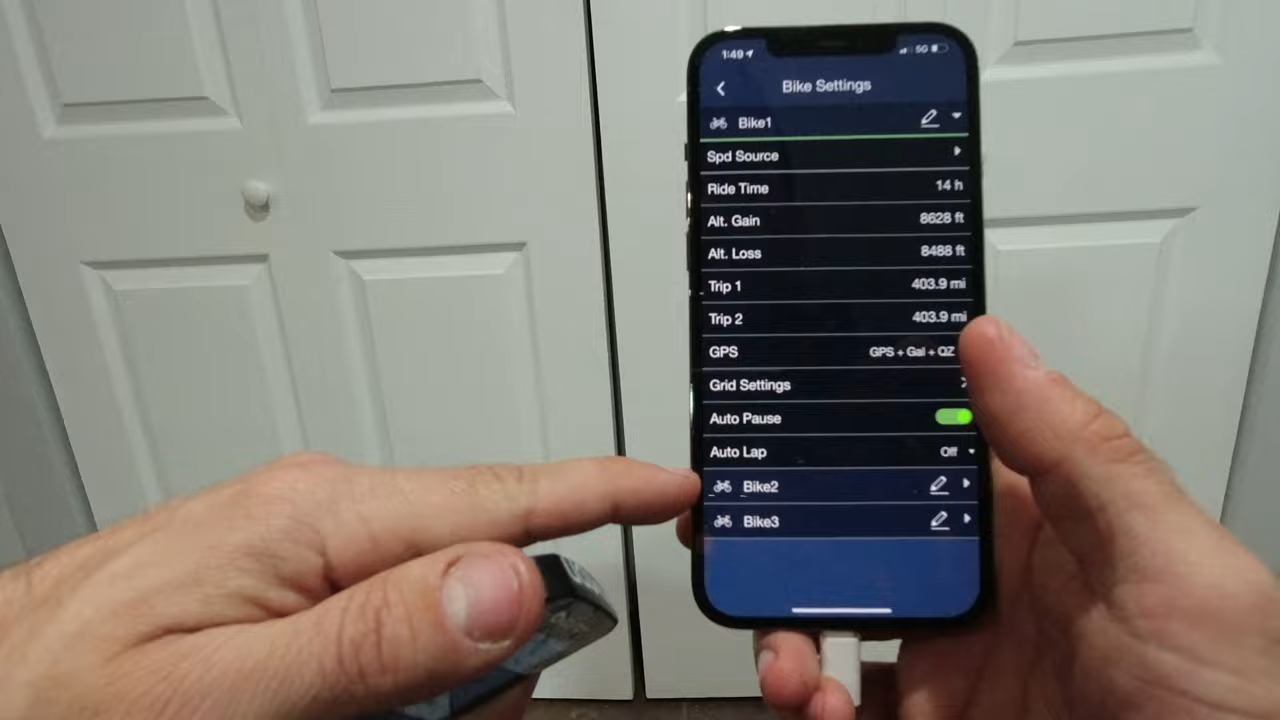 1:49 5G
Bike Settings
Bike1
Spd Source
Ride Time 14 h
Alt. Gain 8628 ft
Alt. Loss 8488 ft
Trip 1 403.9 mi
Trip 2 403.9 mi
GPS GPS + Gal + QZ
Grid Settings
Auto Pause
Auto Lap Off
Bike2
Bike3